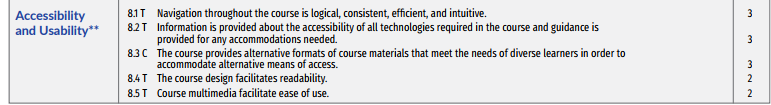 Accessibility
and Usability**
8.1 T Navigation throughout the course is logical, consistent, efficient, and intuitive. 3
8.2 T Information is provided about the accessibility of all technologies required in the course and guidance is
provided for any accommodations needed. 3
8.3 C The course provides alternative formats of course materials that meet the needs of diverse learners in order to
accommodate alternative means of access. 3
8.4 T The course design facilitates readability. 2
8.5 T Course multimedia facilitate ease of use. 2